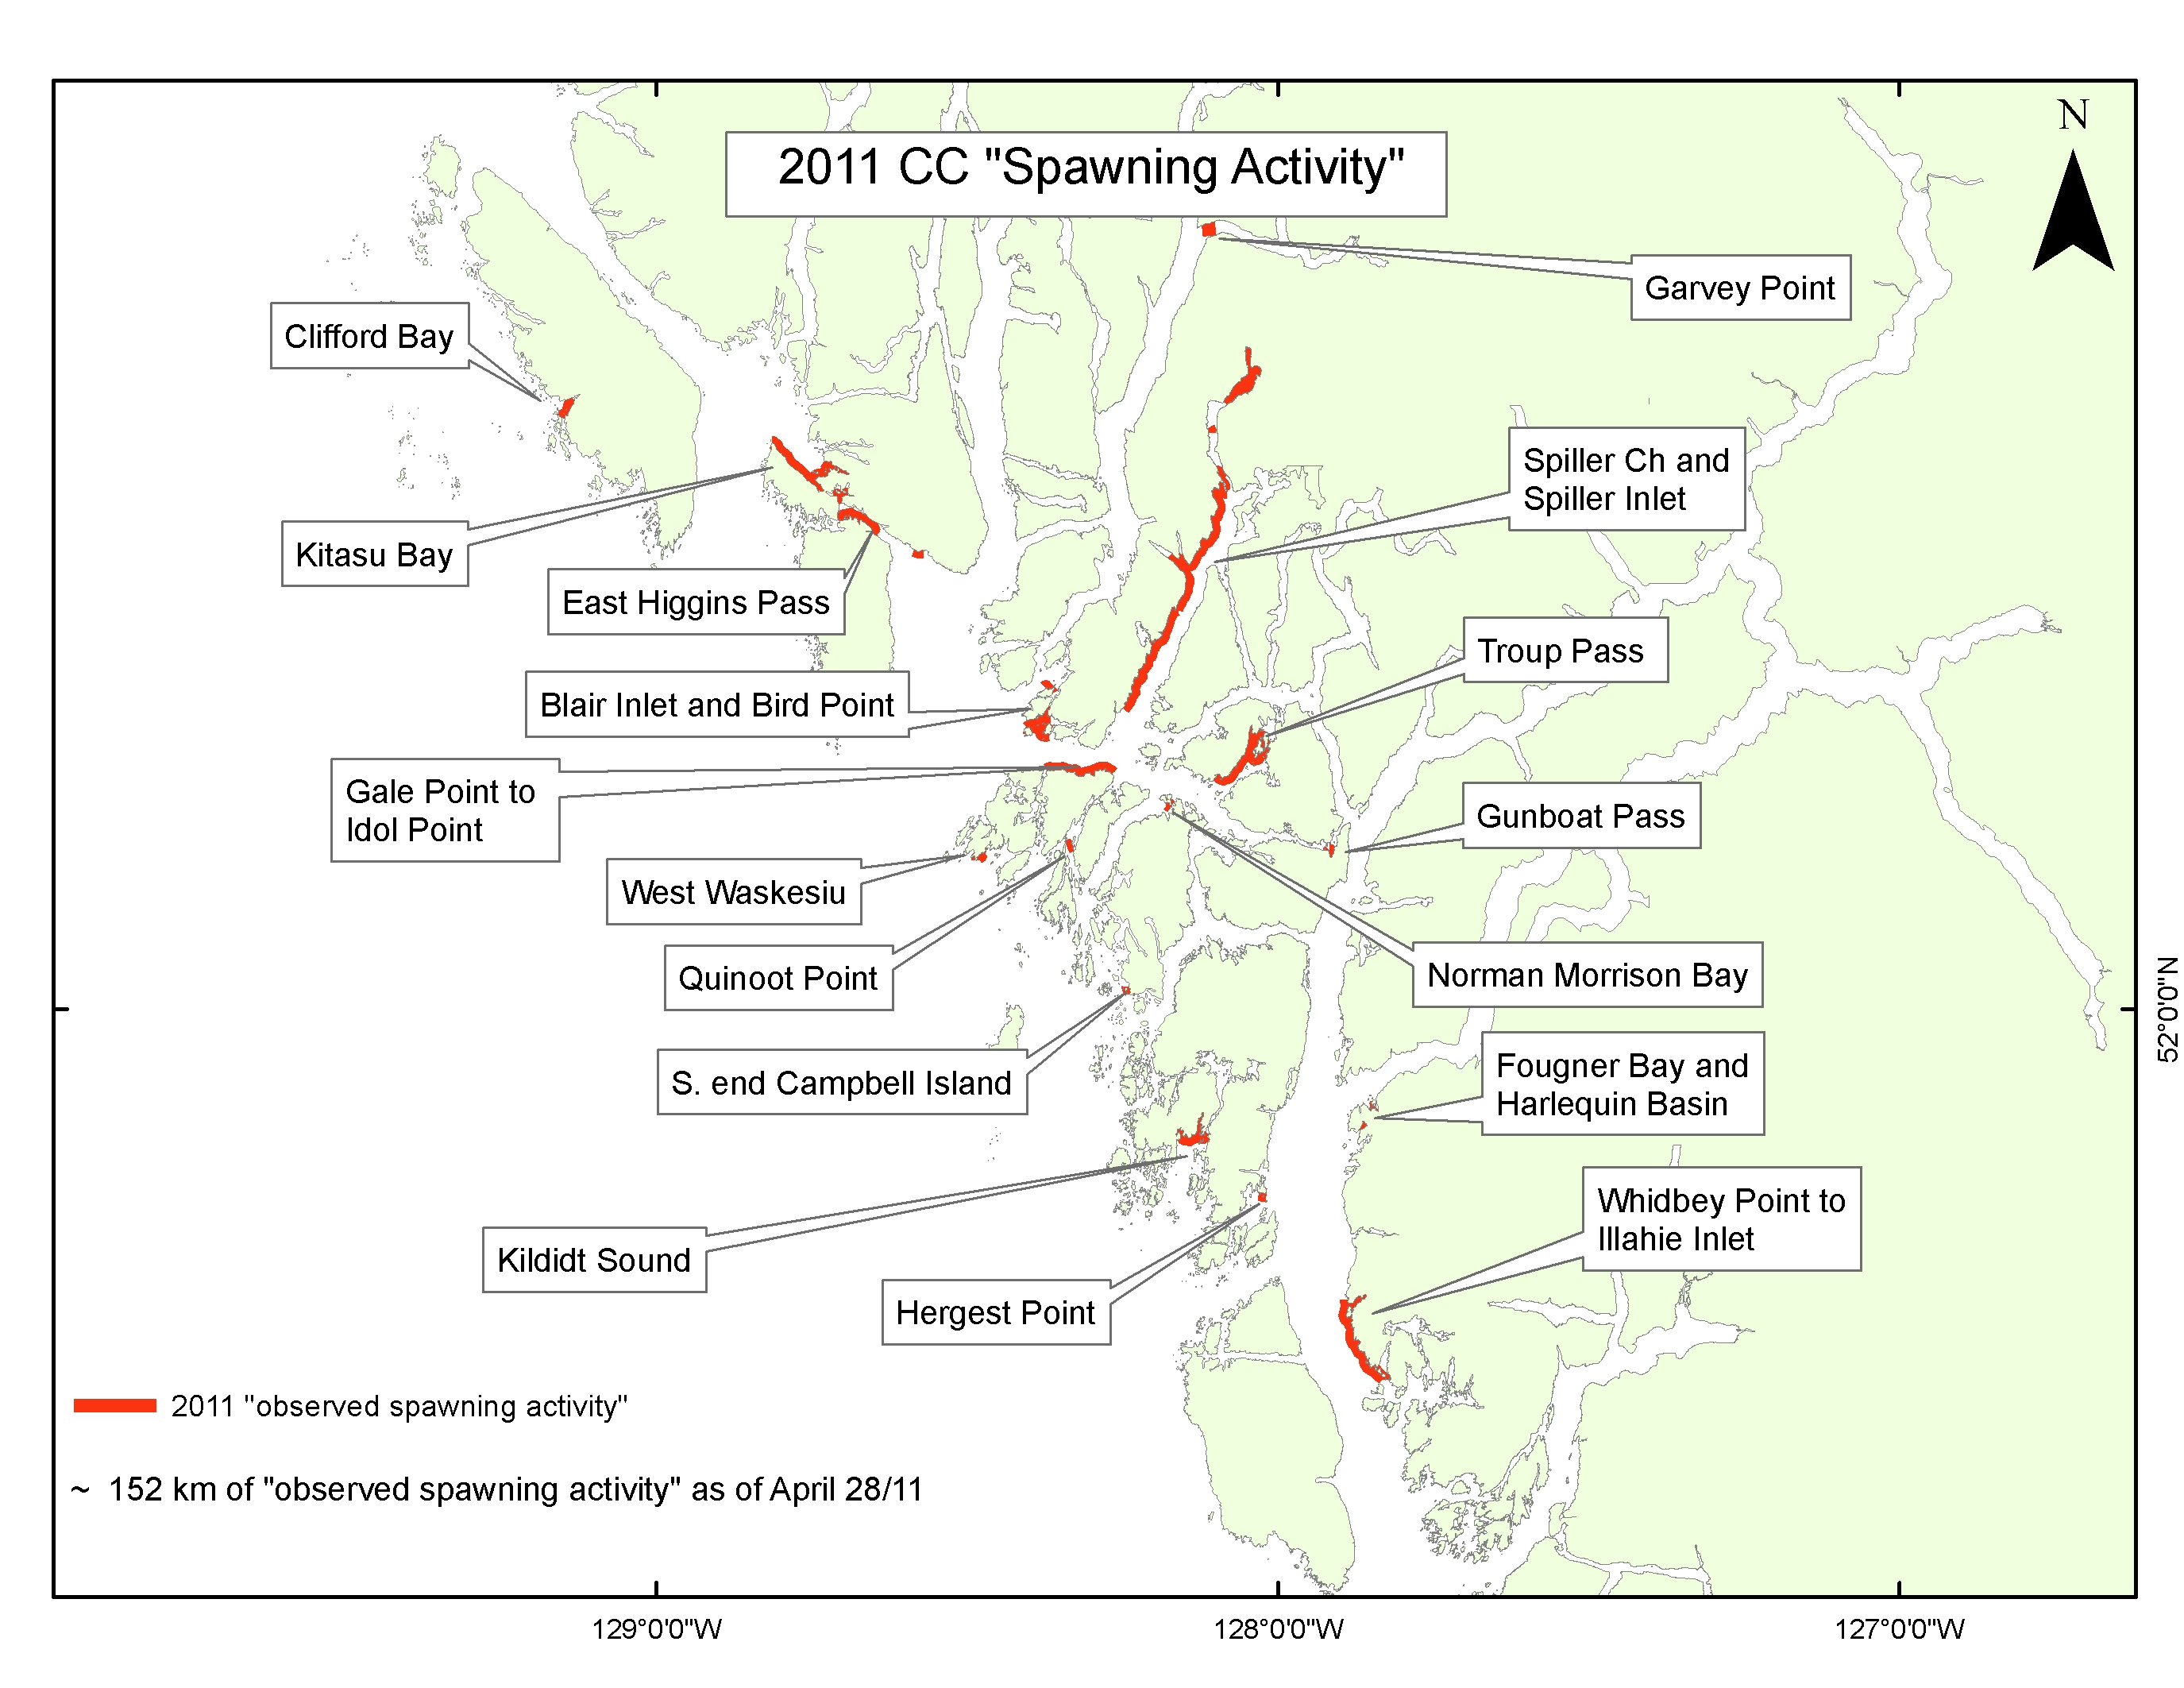 2011 CC "Spawning Activity"
N
Garvey Point
Clifford Bay
Spiller Ch and
Spiller Inlet
Kitasu Bay
East Higgins Pass
Troup Pass
Blair Inlet and Bird Point
Gale Point to
Idol Point
Gunboat Pass
West Waskesiu
Quinoot Point
Norman Morrison Bay
52°0'0"N
S. end Campbell Island
Fougner Bay and
Harlequin Basin
Whidbey Point to
Illahie Inlet
Kildidt Sound
Hergest Point
2011 "observed spawning activity"
~ 152 km of "observed spawning activity" as of April 28/11
129°0'0"W
128°0'0"W
127°0'0"W